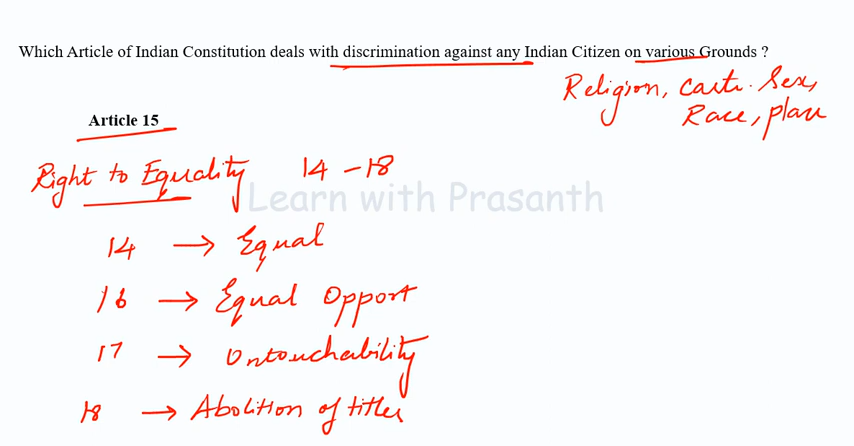 Which Article of Indian Constitution deals with discrimination against any Indian Citizen on various Grounds ?
Religion, Caste. Sex,
Race, place
Article 15
Right to Equality 14 - 18
Learn with Prasanth
14 → Equal
16 → Equal Opport
17 → Untouchability
18 → Abolition of titles